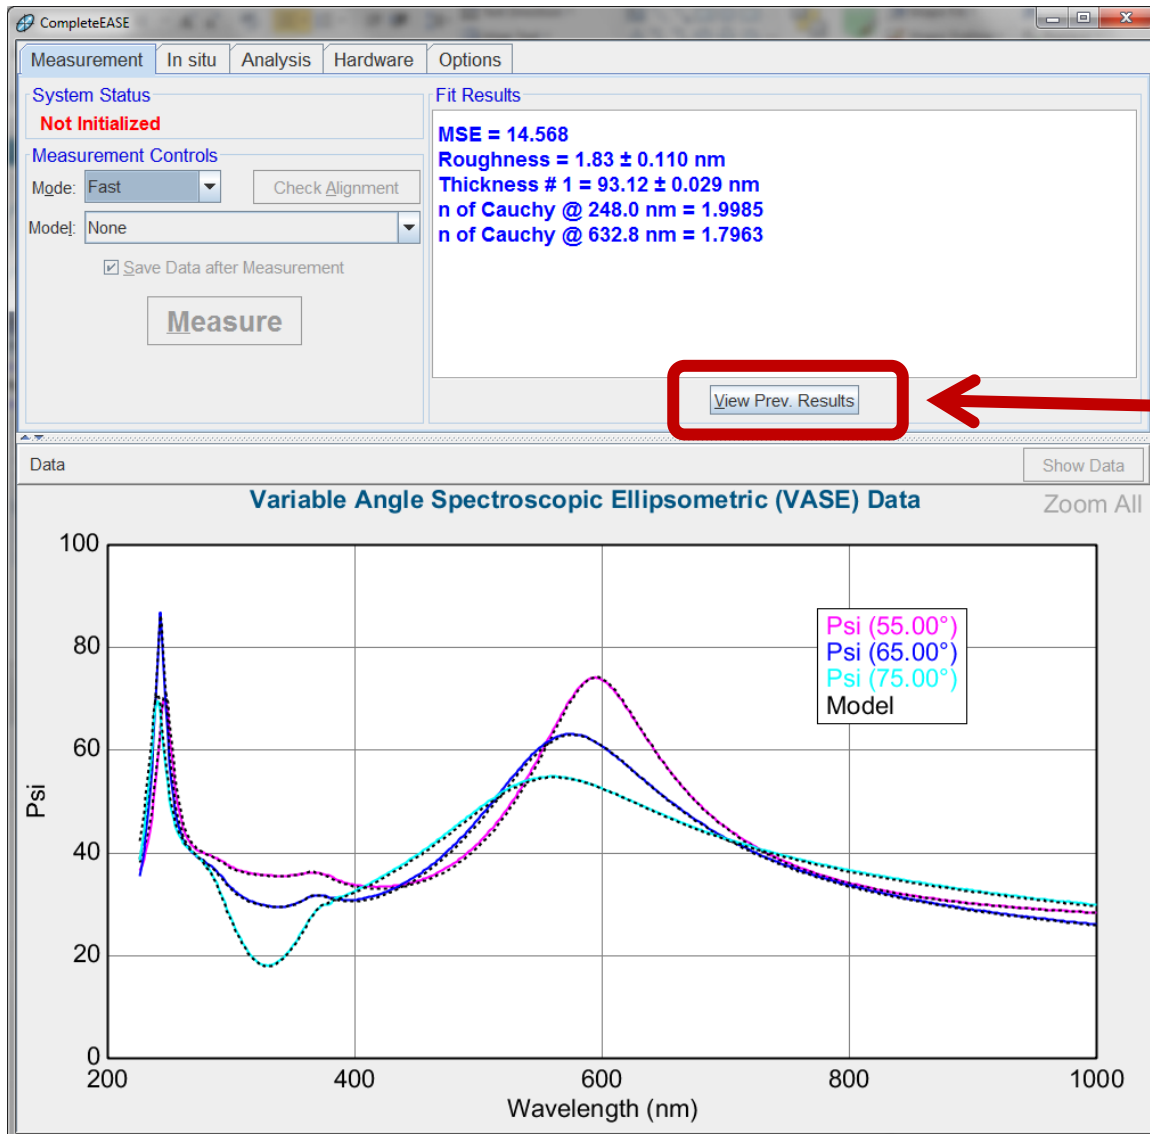 CompleteEASE
Measurement In situ Analysis Hardware Options
System Status
Not Initialized
Measurement Controls
Mode: Fast Check Alignment
Model: None
Save Data after Measurement
Measure
Fit Results
MSE = 14.568
Roughness = 1.83 ± 0.110 nm
Thickness # 1 = 93.12 ± 0.029 nm
n of Cauchy @ 248.0 nm = 1.9985
n of Cauchy @ 632.8 nm = 1.7963
View Prev. Results
Data Show Data
Variable Angle Spectroscopic Ellipsometric (VASE) Data
Zoom All
100
80
60
40
20
0
Psi
Psi (55.00°)
Psi (65.00°)
Psi (75.00°)
Model
200 400 600 800 1000
Wavelength (nm)